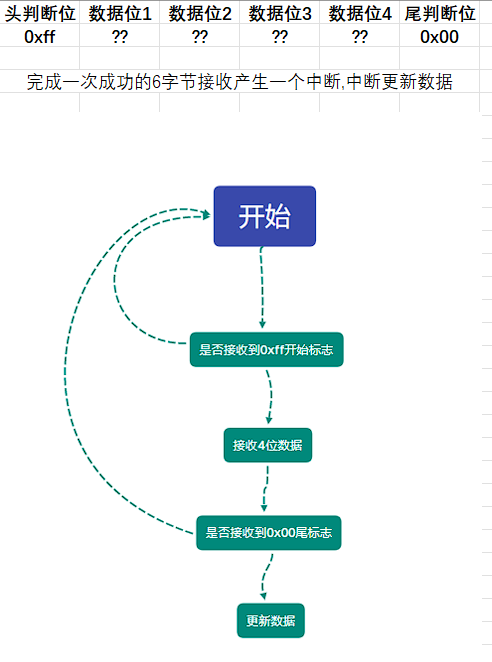 头判断位 数据位1 数据位2 数据位3 数据位4 尾判断位
0xff ?? ?? ?? ?? 0x00
完成一次成功的6字节接收产生一个中断,中断更新数据
开始
是否接收到0xff开始标志
接收4位数据
是否接收到0x00尾标志
更新数据